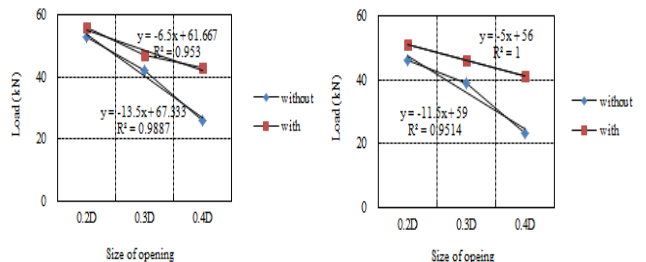 60
40
20
0
Load (kN)
y = -6.5x + 61.667
R² = 0.953
y = -13.5x + 67.333
R² = 0.9887
0.2D 0.3D 0.4D
Size of opening
without
with
60
40
20
0
Load (kN)
y = -5x + 56
R² = 1
y = -11.5x + 59
R² = 0.9514
0.2D 0.3D 0.4D
Size of opeing
without
with